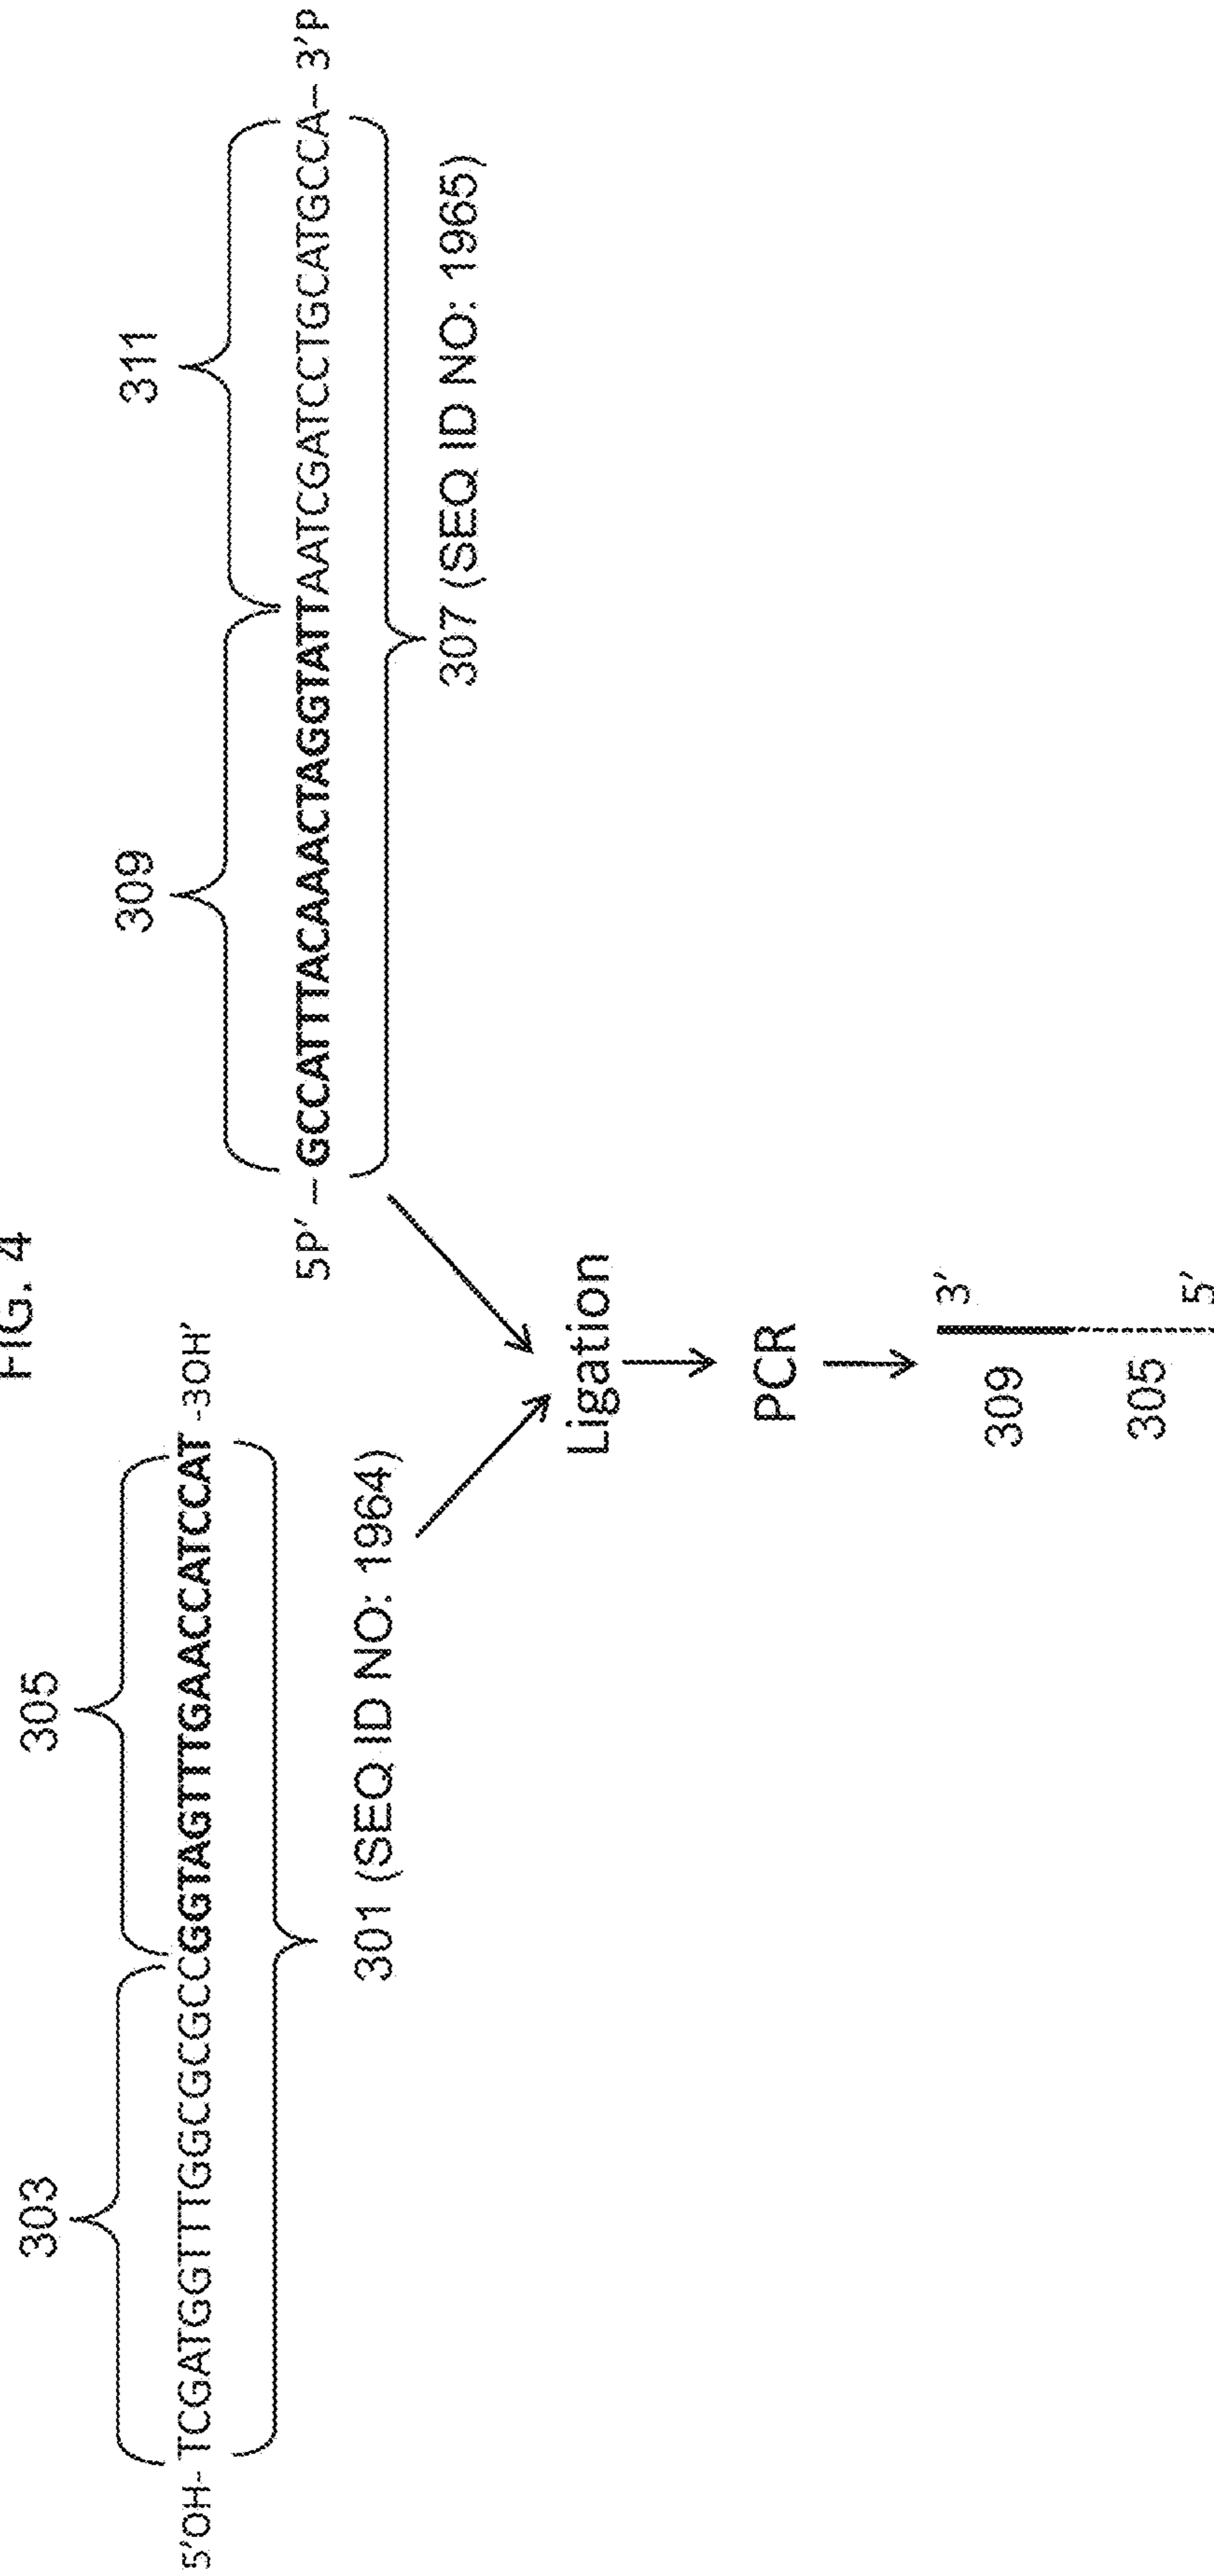 FIG. 4
303
305
5'OH- TCGATGGTTTGGCGCGCCGGTAGTTTGAACCATCCAT -3OH'
301 (SEQ ID NO: 1964)
309
311
5P' – GCCATTTACAAACTAGGTATTAATCGATCCTGCATGCCA– 3'P
307 (SEQ ID NO: 1965)
Ligation
PCR
3'
309
305
5'